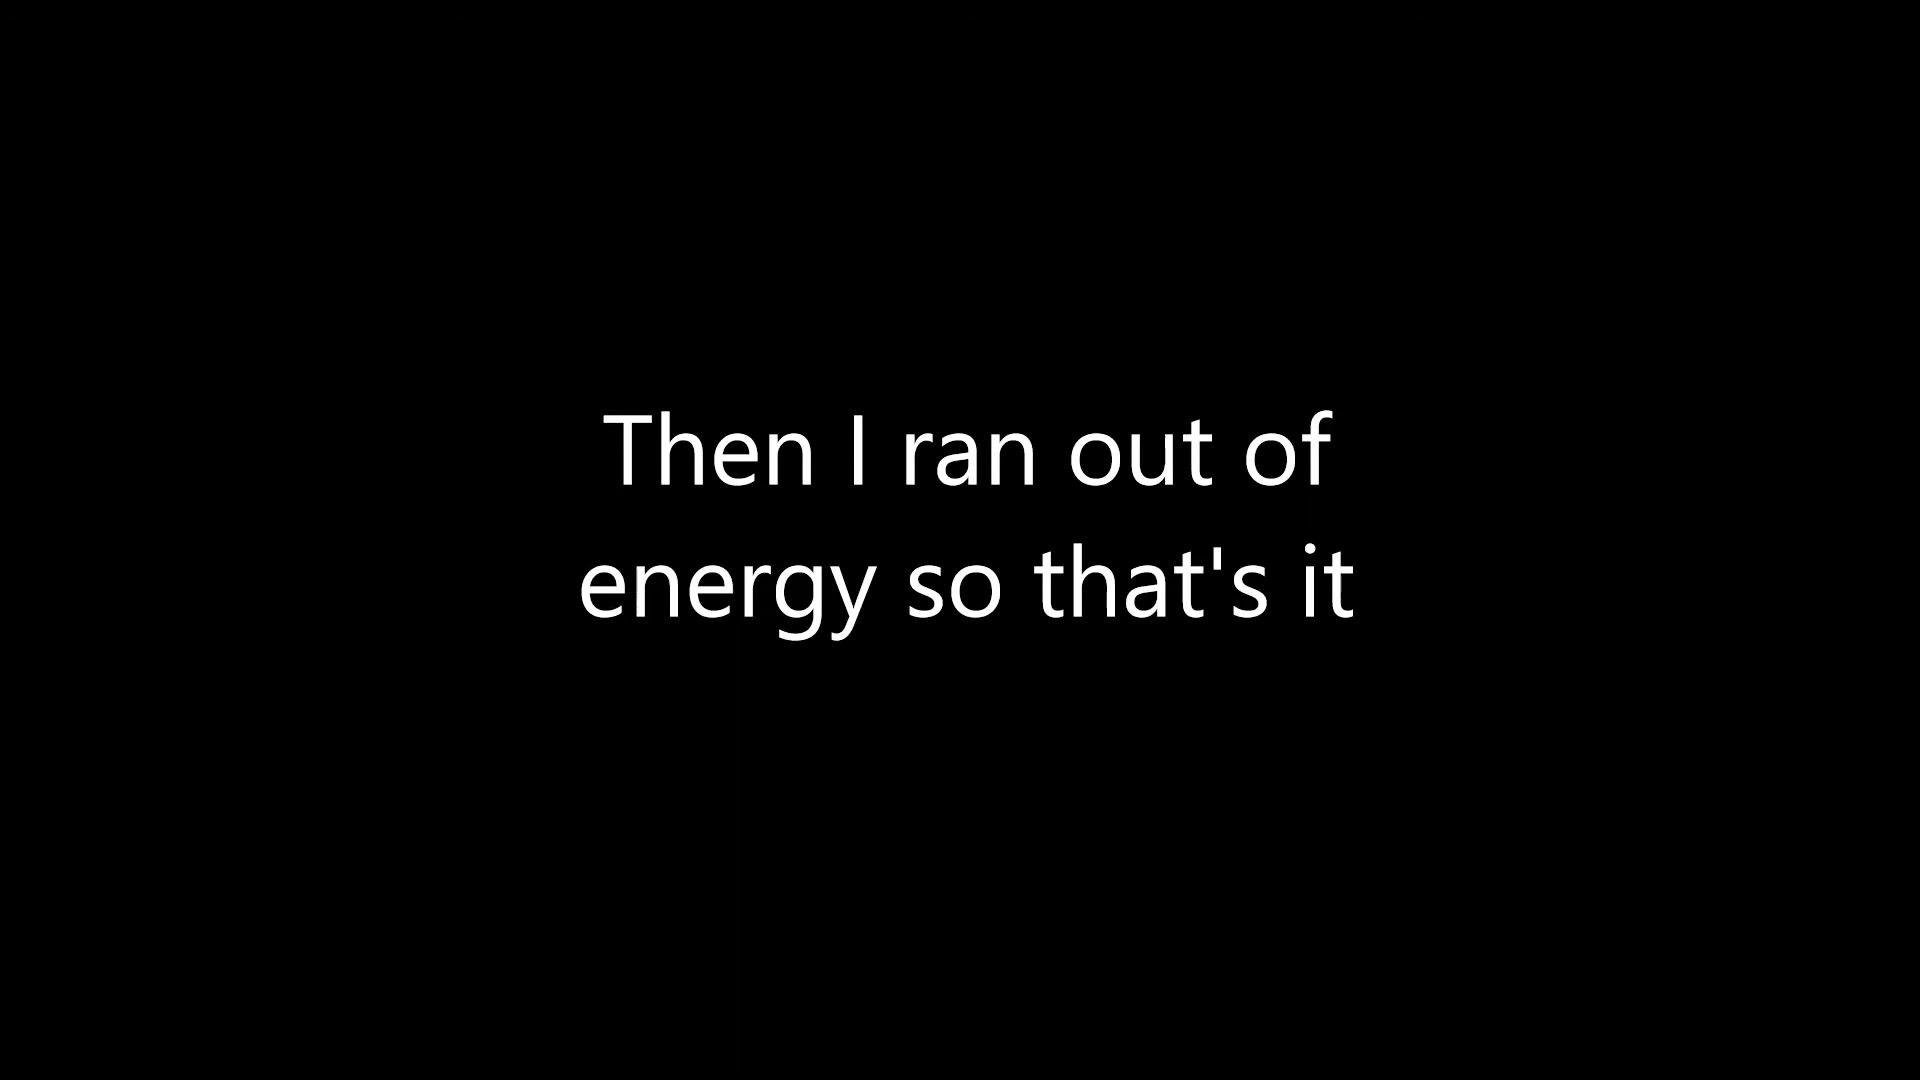 Then I ran out of
energy so that's it